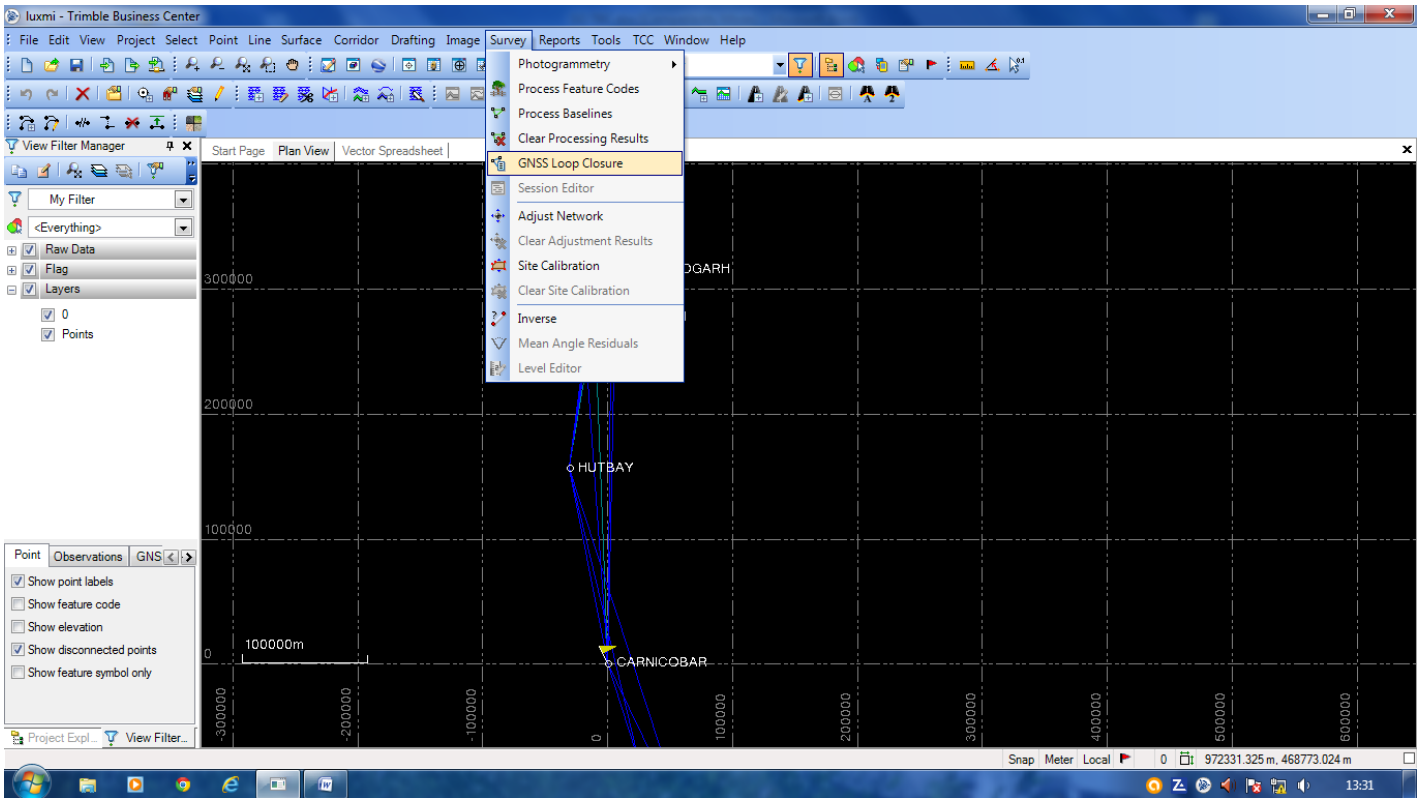 luxmi - Trimble Business Center
File Edit View Project Select Point Line Surface Corridor Drafting Image Survey Reports Tools TCC Window Help
Photogrammetry
Process Feature Codes
Process Baselines
Clear Processing Results
GNSS Loop Closure
Session Editor
Adjust Network
Clear Adjustment Results
Site Calibration
Clear Site Calibration
Inverse
Mean Angle Residuals
Level Editor
View Filter Manager
My Filter
<Everything>
Raw Data
Flag
Layers
0
Points
Start Page Plan View Vector Spreadsheet
300000
200000
HUTBAY
100000
100000m
0
CARNICOBAR
-300000 -200000 -100000 0 100000 200000 300000 400000 500000 600000
Point Observations GNS
Show point labels
Show feature code
Show elevation
Show disconnected points
Show feature symbol only
Project Expl... View Filter...
Snap Meter Local 0 972331.325 m, 468773.024 m
13:31